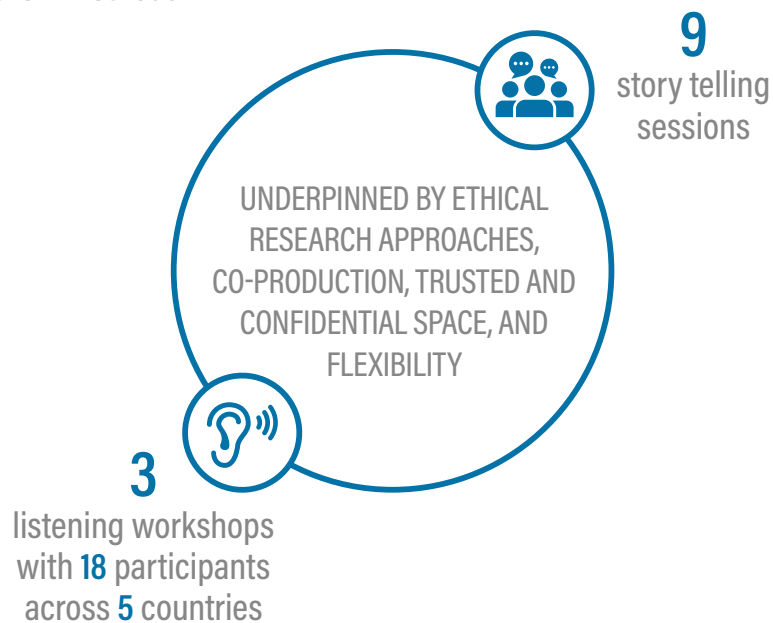 9
story telling
sessions
UNDERPINNED BY ETHICAL
RESEARCH APPROACHES,
CO-PRODUCTION, TRUSTED AND
CONFIDENTIAL SPACE, AND
FLEXIBILITY
3
listening workshops
with 18 participants
across 5 countries